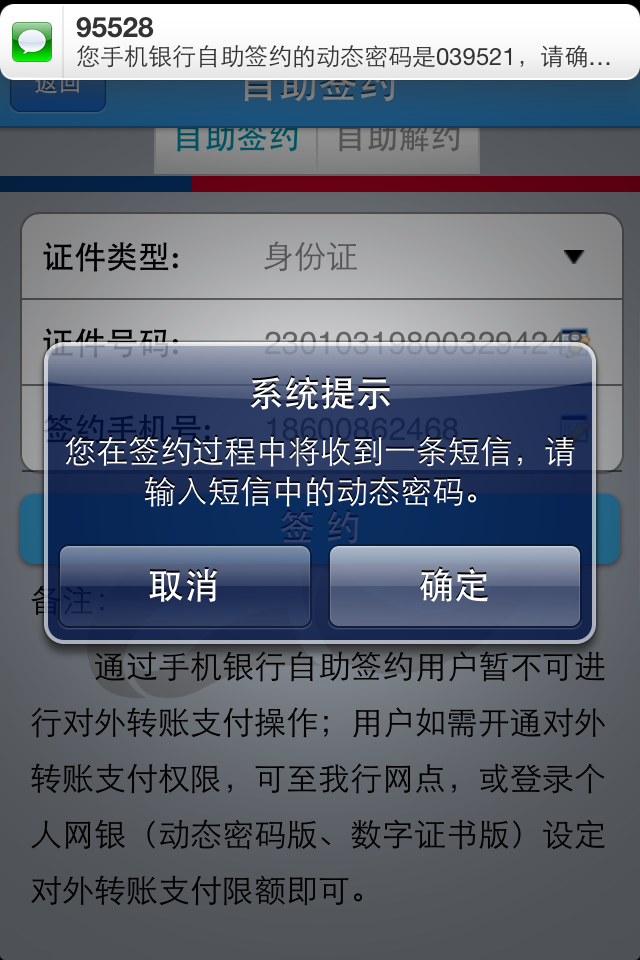 95528
您手机银行自助签约的动态密码是039521，请确...
返回
自助签约
自助签约
自助解约
证件类型:
身份证
证件号码:
230103198003294248
签约手机号:
18600862468
系统提示
您在签约过程中将收到一条短信，请
输入短信中的动态密码。
签 约
取消
确定
备注:
通过手机银行自助签约用户暂不可进
行对外转账支付操作；用户如需开通对外
转账支付权限，可至我行网点，或登录个
人网银（动态密码版、数字证书版）设定
对外转账支付限额即可。